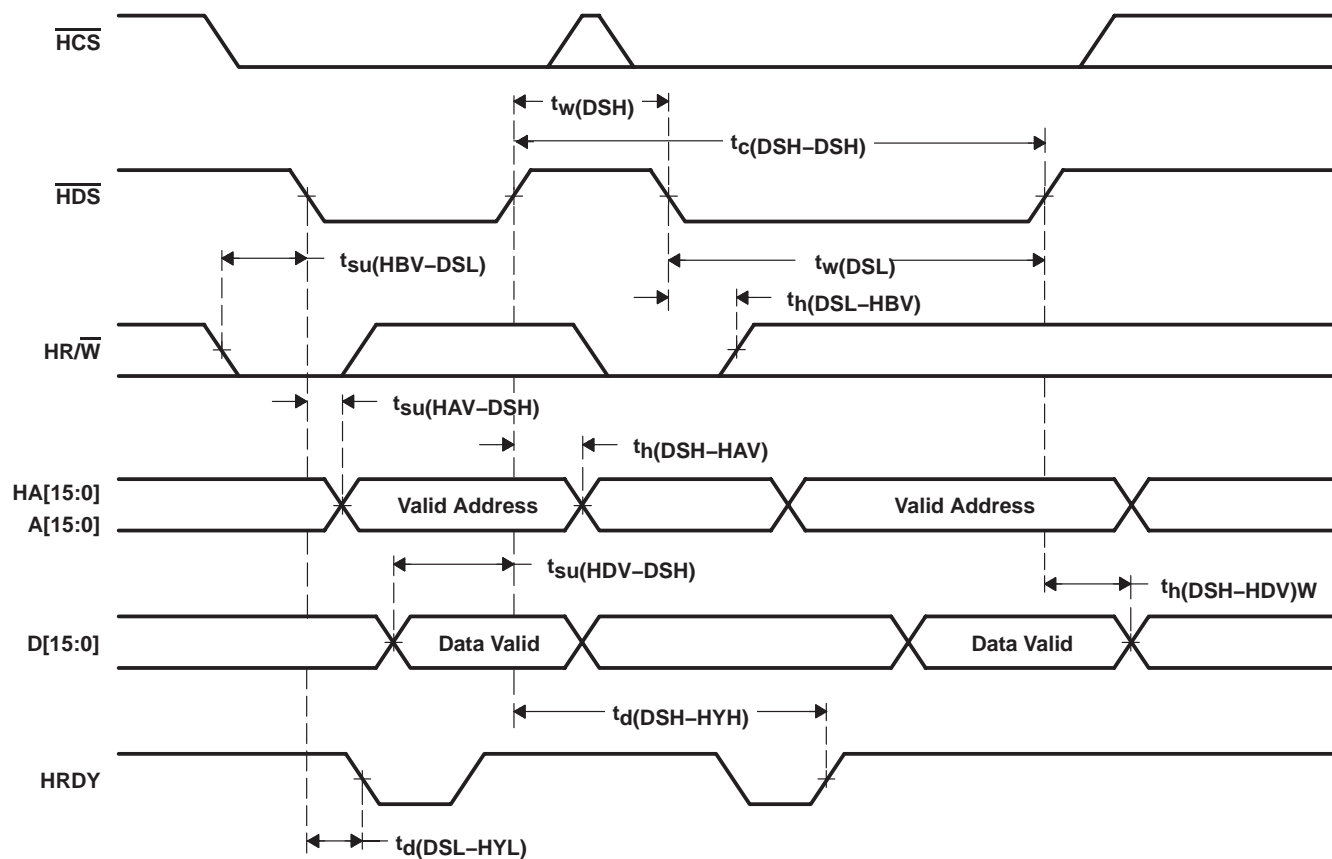 HCS
tw(DSH)
tc(DSH–DSH)
HDS
tsu(HBV–DSL)
tw(DSL)
th(DSL–HBV)
HR/W
tsu(HAV–DSH)
th(DSH–HAV)
HA[15:0]
A[15:0]
Valid Address
Valid Address
tsu(HDV–DSH)
th(DSH–HDV)W
D[15:0]
Data Valid
Data Valid
td(DSH–HYH)
HRDY
td(DSL–HYL)